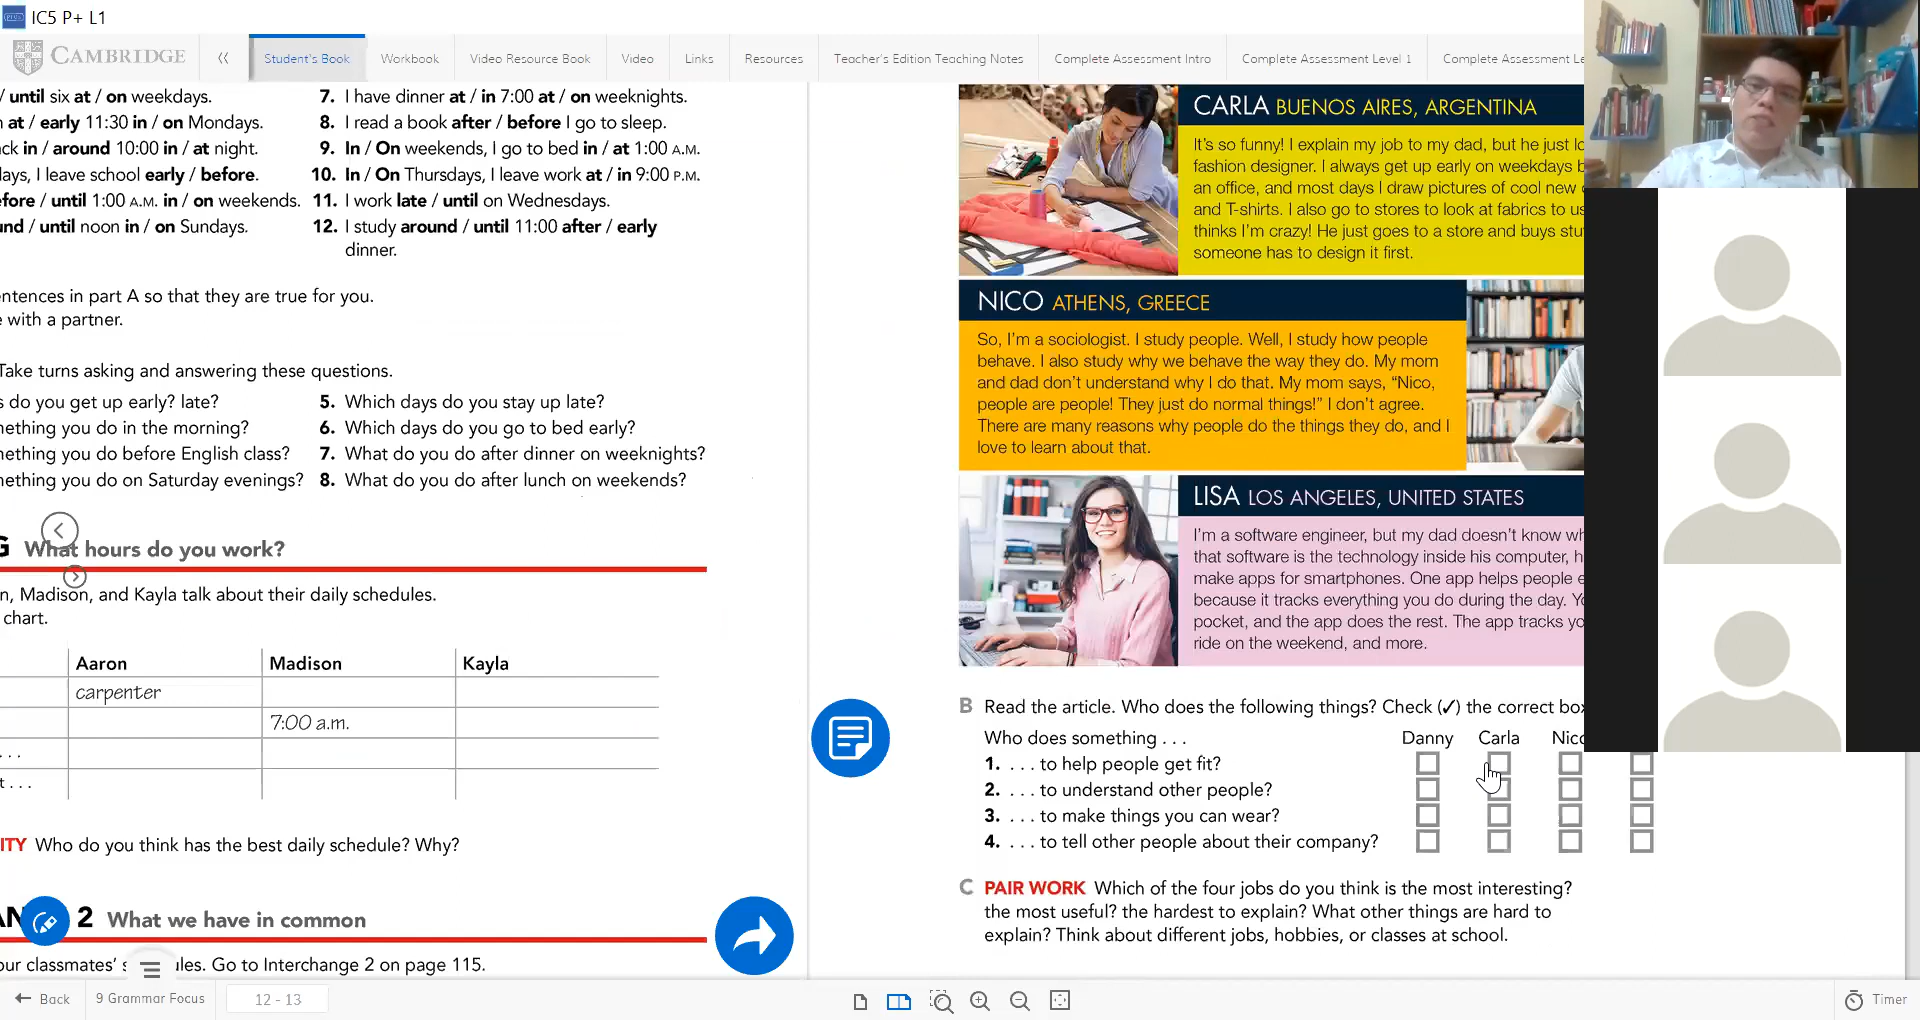 IC5 P+ L1
CAMBRIDGE
Student's Book
Workbook
Video Resource Book
Video
Links
Resources
Teacher's Edition Teaching Notes
Complete Assessment Intro
Complete Assessment Level 1
Complete Assessment Le
/ until six at / on weekdays.
at / early 11:30 in / on Mondays.
ck in / around 10:00 in / at night.
days, I leave school early / before.
fore / until 1:00 A.M. in / on weekends.
und / until noon in / on Sundays.
7. I have dinner at / in 7:00 at / on weeknights.
8. I read a book after / before I go to sleep.
9. In / On weekends, I go to bed in / at 1:00 A.M.
10. In / On Thursdays, I leave work at / in 9:00 P.M.
11. I work late / until on Wednesdays.
12. I study around / until 11:00 after / early
dinner.
entences in part A so that they are true for you.
e with a partner.
Take turns asking and answering these questions.
s do you get up early? late?
mething you do in the morning?
mething you do before English class?
mething you do on Saturday evenings?
5. Which days do you stay up late?
6. Which days do you go to bed early?
7. What do you do after dinner on weeknights?
8. What do you do after lunch on weekends?
G What hours do you work?
n, Madison, and Kayla talk about their daily schedules.
chart.
Aaron Madison Kayla
carpenter
7:00 a.m.
. . .
t . . .
ITY Who do you think has the best daily schedule? Why?
AN 2 What we have in common
our classmates' s ules. Go to Interchange 2 on page 115.
CARLA BUENOS AIRES, ARGENTINA
It's so funny! I explain my job to my dad, but he just lo
fashion designer. I always get up early on weekdays b
an office, and most days I draw pictures of cool new
and T-shirts. I also go to stores to look at fabrics to us
thinks I'm crazy! He just goes to a store and buys stu
someone has to design it first.
NICO ATHENS, GREECE
So, I'm a sociologist. I study people. Well, I study how people
behave. I also study why we behave the way they do. My mom
and dad don't understand why I do that. My mom says, "Nico,
people are people! They just do normal things!" I don't agree.
There are many reasons why people do the things they do, and I
love to learn about that.
LISA LOS ANGELES, UNITED STATES
I'm a software engineer, but my dad doesn't know wh
that software is the technology inside his computer, h
make apps for smartphones. One app helps people e
because it tracks everything you do during the day. Yo
pocket, and the app does the rest. The app tracks yo
ride on the weekend, and more.
B Read the article. Who does the following things? Check (✓) the correct box
Who does something . . . Danny Carla Nico
1. . . . to help people get fit?
2. . . . to understand other people?
3. . . . to make things you can wear?
4. . . . to tell other people about their company?
C PAIR WORK Which of the four jobs do you think is the most interesting?
the most useful? the hardest to explain? What other things are hard to
explain? Think about different jobs, hobbies, or classes at school.
Back
9 Grammar Focus
12 - 13
Timer